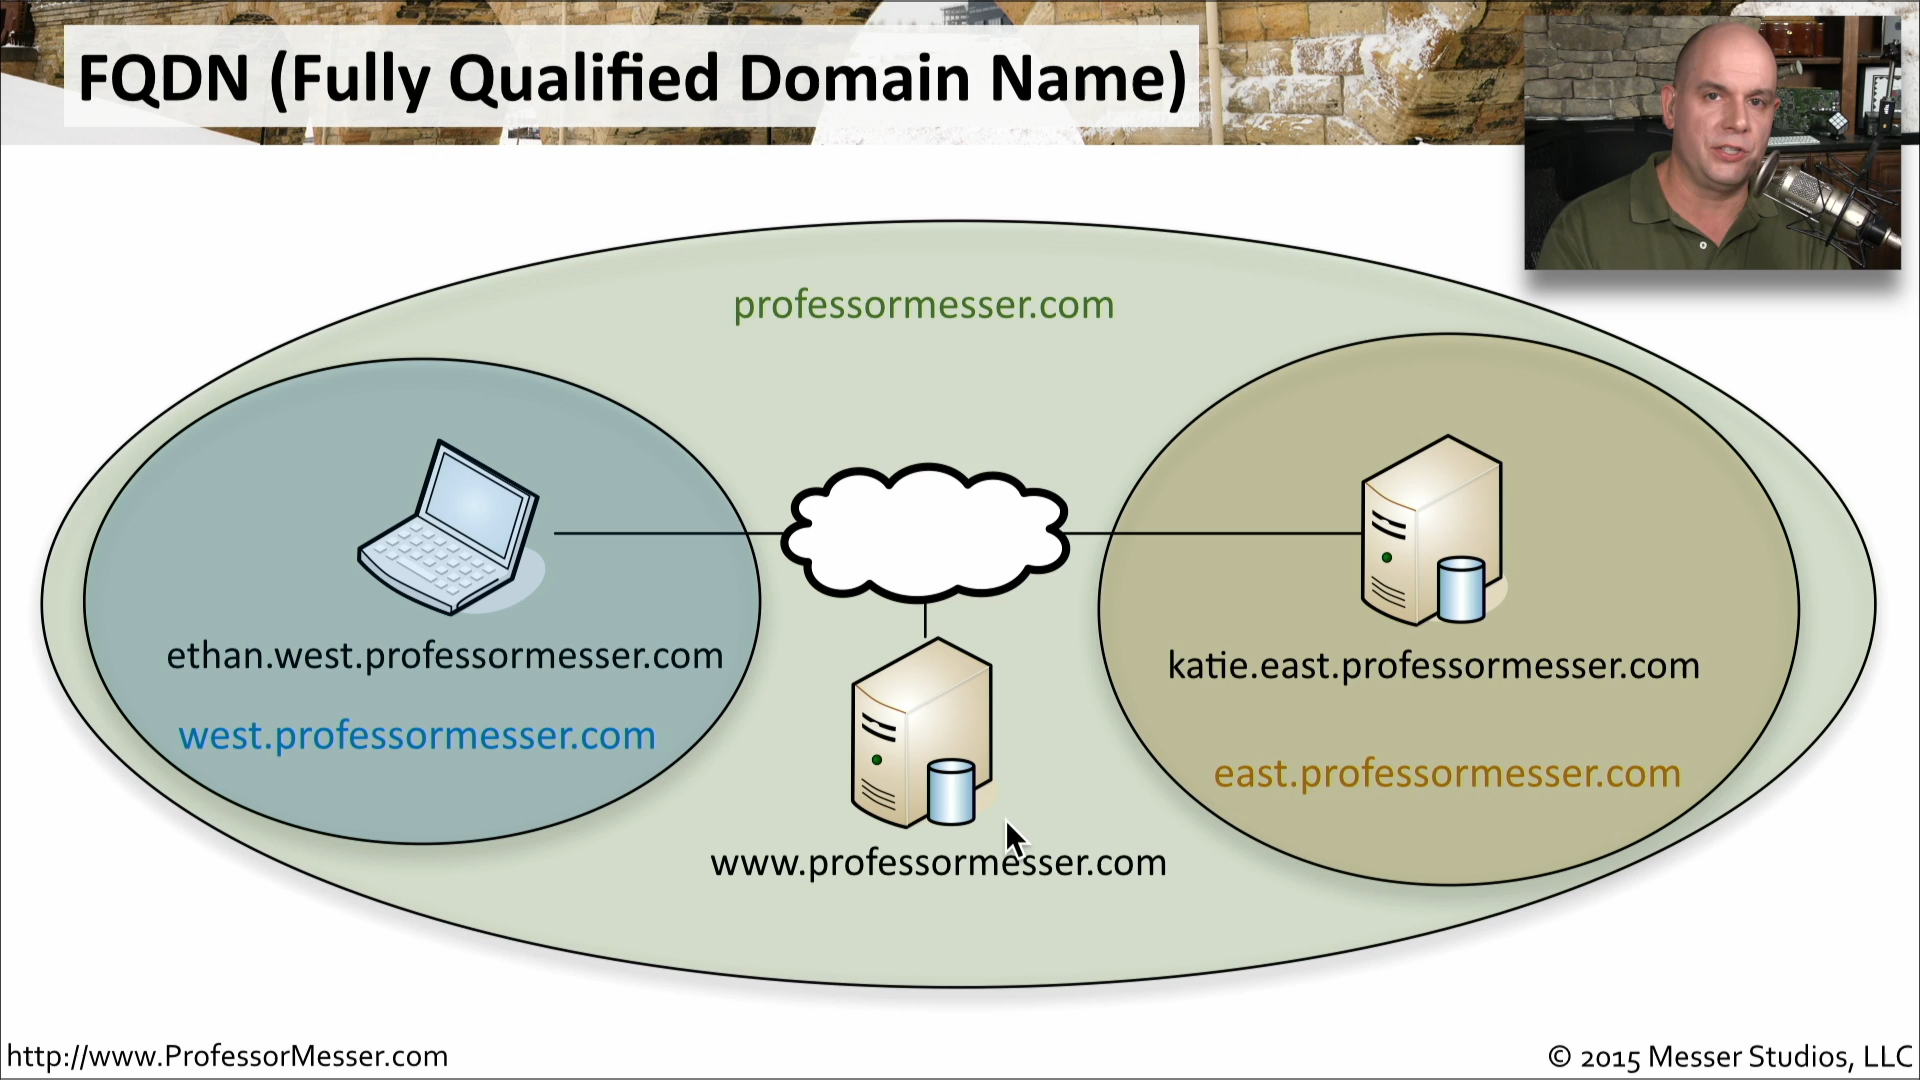 FQDN (Fully Qualified Domain Name)
professormesser.com
ethan.west.professormesser.com
katie.east.professormesser.com
west.professormesser.com
east.professormesser.com
www.professormesser.com
http://www.ProfessorMesser.com
© 2015 Messer Studios, LLC